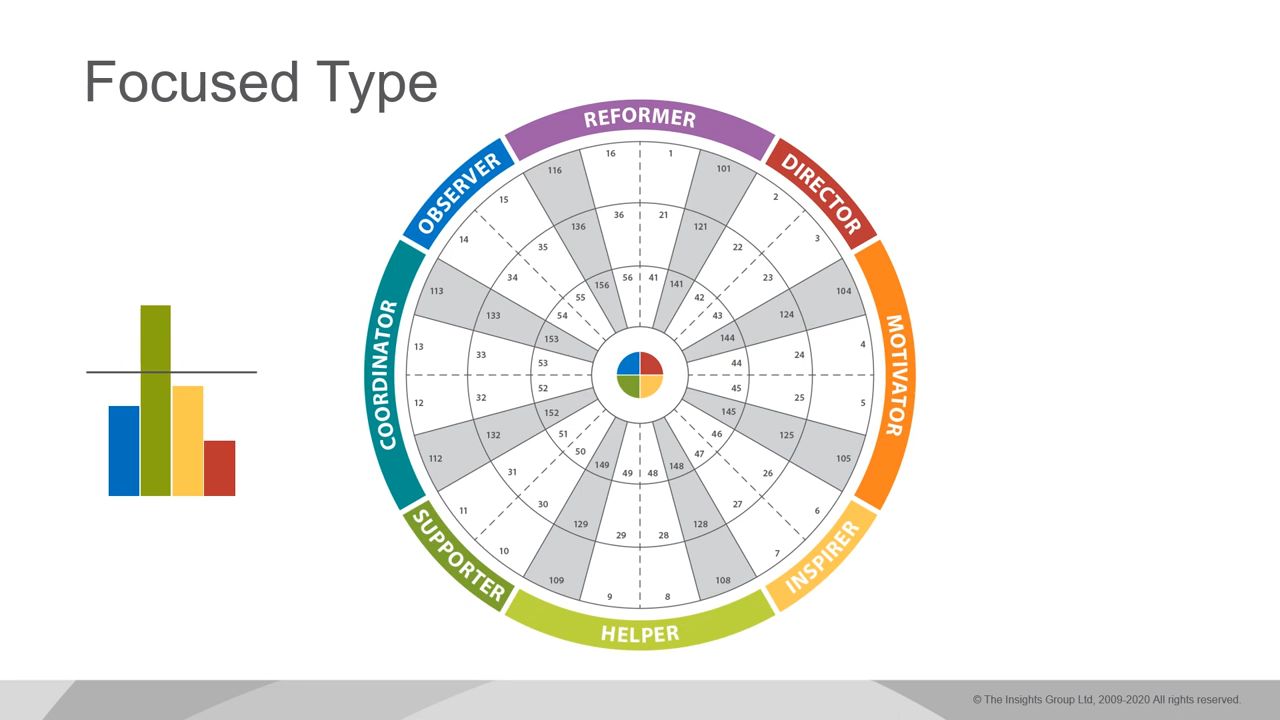 Focused Type
REFORMER
DIRECTOR
MOTIVATOR
INSPIRER
HELPER
SUPPORTER
COORDINATOR
OBSERVER
116 16 1 101
15 2
14 3
136 36 21 121
35 22
34 23
113 104
156 56 41 141
55 42
54 43
133 124
153 144
13 33 53 44 24 4
12 32 52 45 25 5
152 145
132 125
51 46
50 47
112 105
149 49 48 148
31 26
30 27
11 6
129 29 28 128
10 7
109 9 8 108
© The Insights Group Ltd, 2009-2020 All rights reserved.